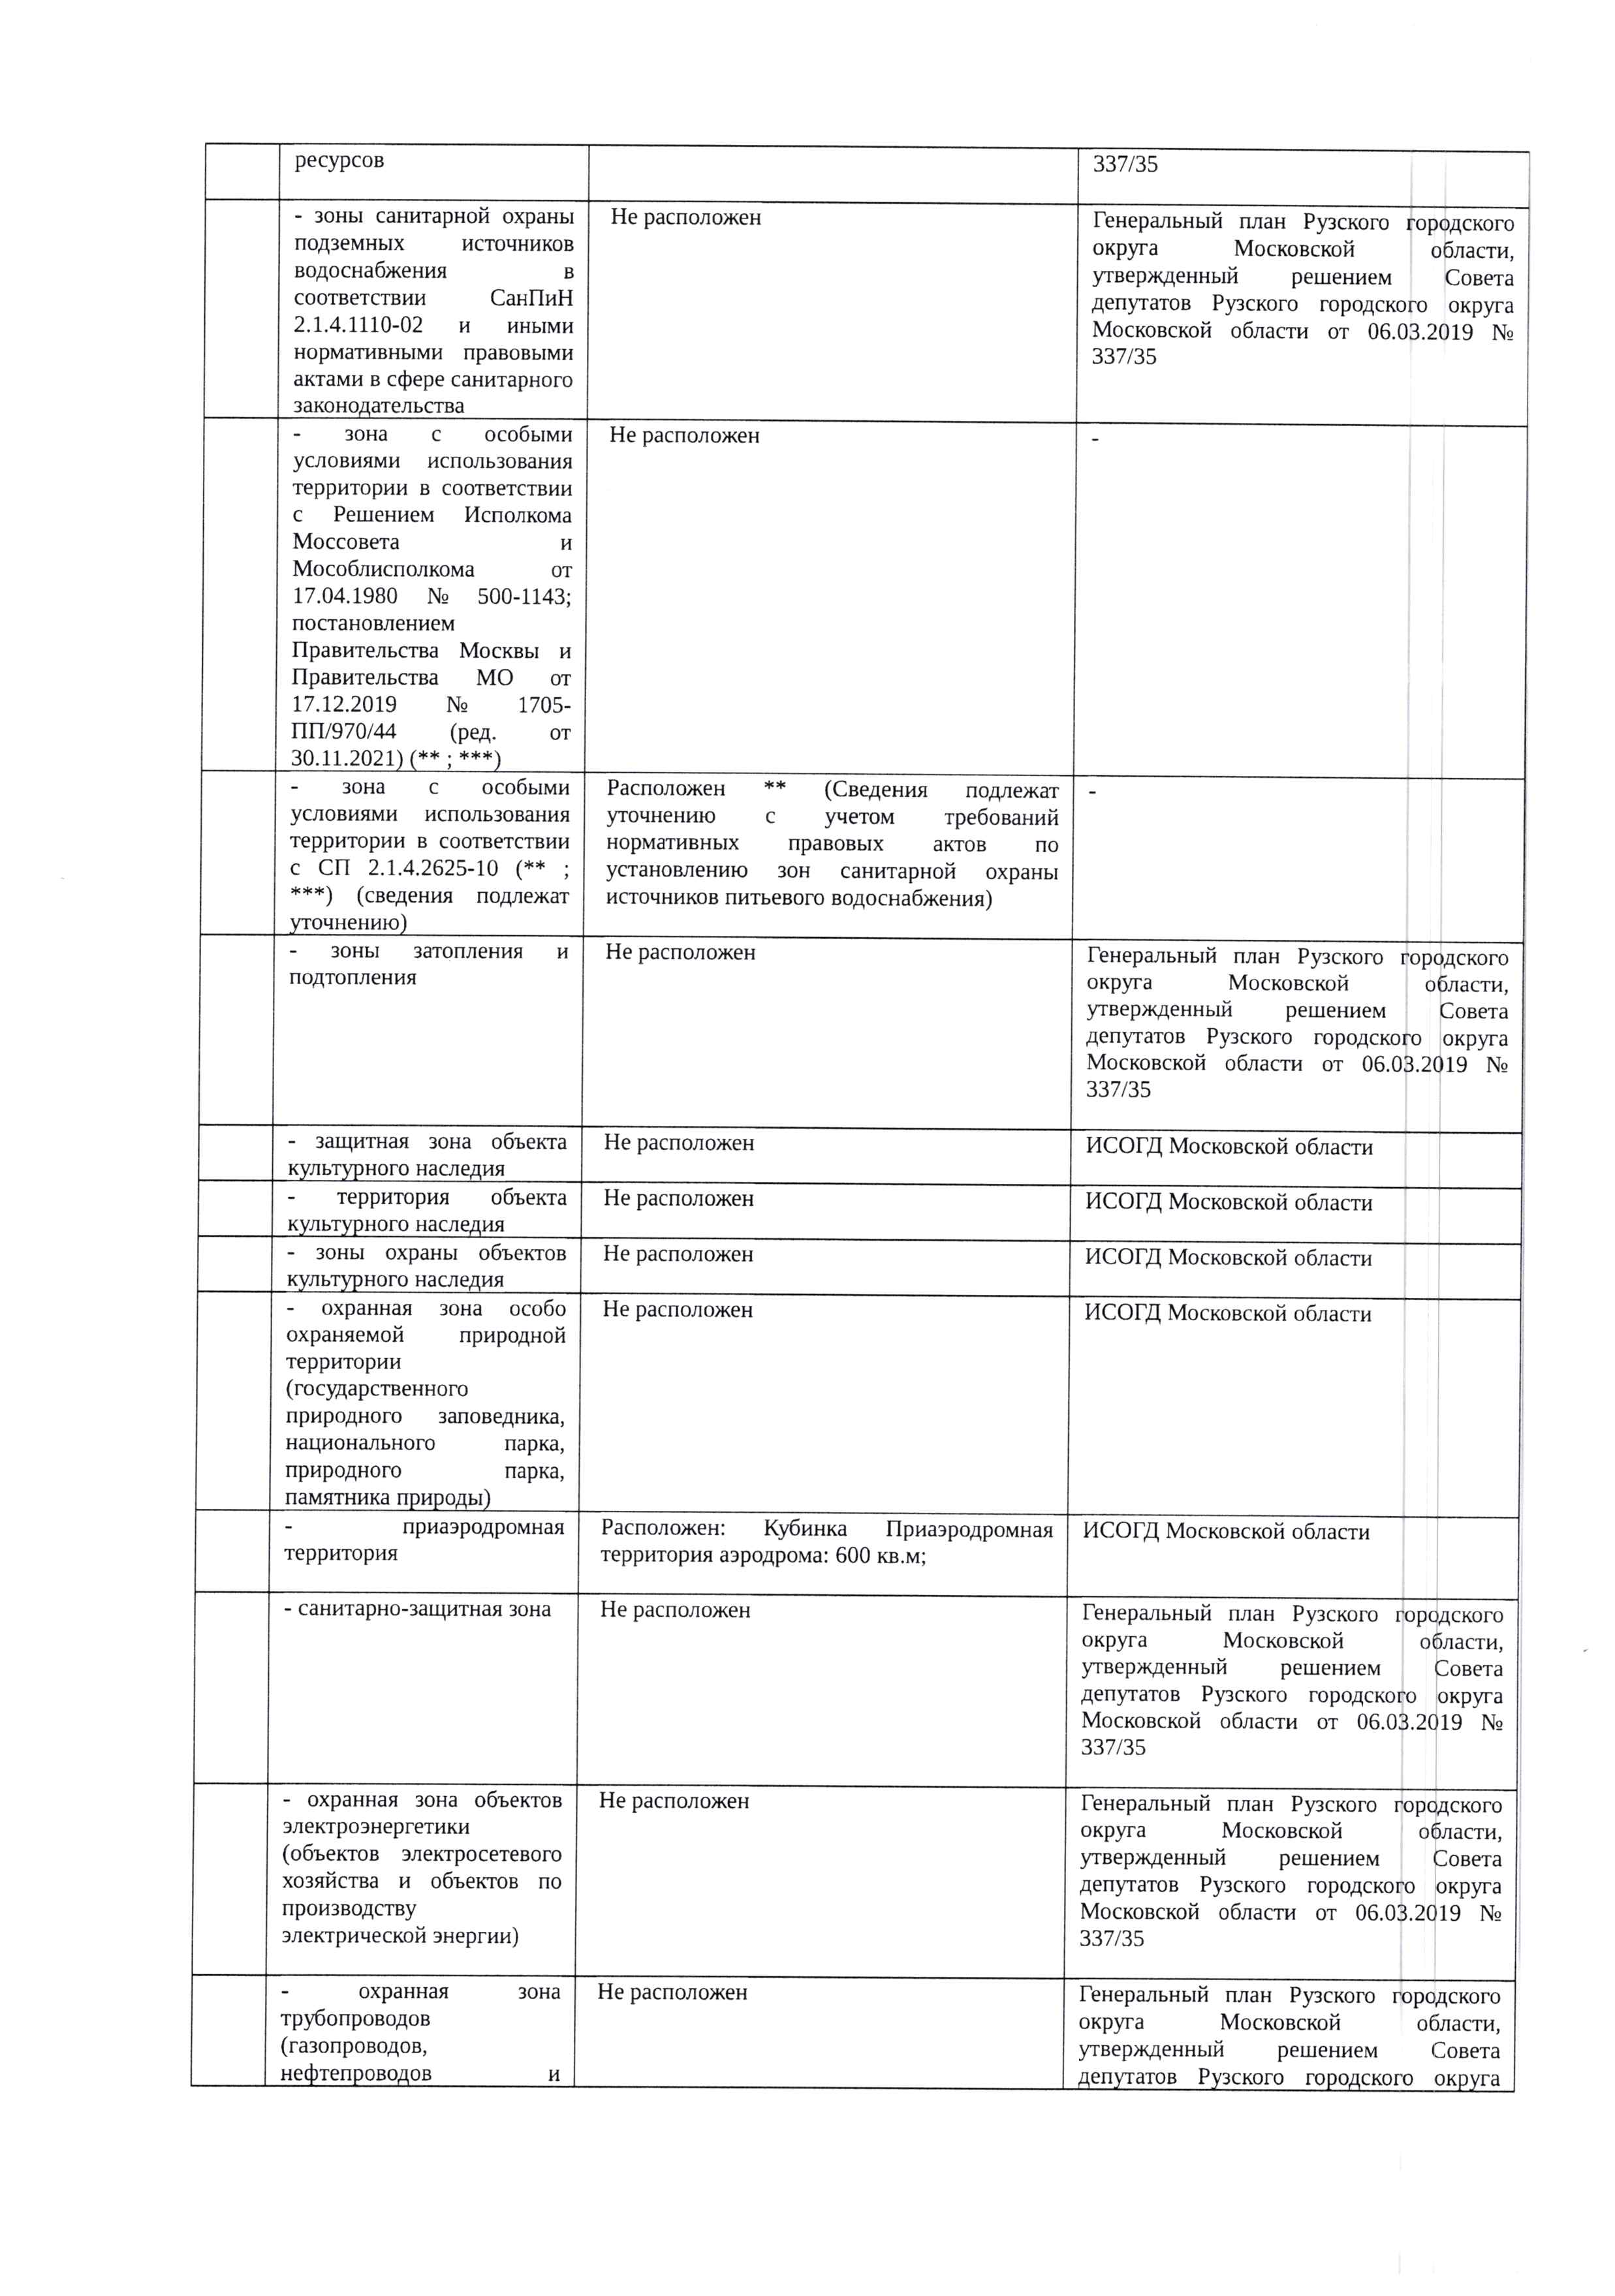 ресурсов
337/35
- зоны санитарной охраны
подземных источников
водоснабжения в
соответствии СанПиН
2.1.4.1110-02 и иными
нормативными правовыми
актами в сфере санитарного
законодательства
Не расположен
Генеральный план Рузского городского
округа Московской области,
утвержденный решением Совета
депутатов Рузского городского округа
Московской области от 06.03.2019 №
337/35
- зона с особыми
условиями использования
территории в соответствии
с Решением Исполкома
Моссовета и
Мособлисполкома от
17.04.1980 № 500-1143;
постановлением
Правительства Москвы и
Правительства МО от
17.12.2019 № 1705-
ПП/970/44 (ред. от
30.11.2021) (** ; ***)
Не расположен
-
- зона с особыми
условиями использования
территории в соответствии
с СП 2.1.4.2625-10 (** ;
***) (сведения подлежат
уточнению)
Расположен ** (Сведения подлежат
уточнению с учетом требований
нормативных правовых актов по
установлению зон санитарной охраны
источников питьевого водоснабжения)
-
- зоны затопления и
подтопления
Не расположен
Генеральный план Рузского городского
округа Московской области,
утвержденный решением Совета
депутатов Рузского городского округа
Московской области от 06.03.2019 №
337/35
- защитная зона объекта
культурного наследия
Не расположен
ИСОГД Московской области
- территория объекта
культурного наследия
Не расположен
ИСОГД Московской области
- зоны охраны объектов
культурного наследия
Не расположен
ИСОГД Московской области
- охранная зона особо
охраняемой природной
территории
(государственного
природного заповедника,
национального парка,
природного парка,
памятника природы)
Не расположен
ИСОГД Московской области
- приаэродромная
территория
Расположен: Кубинка Приаэродромная
территория аэродрома: 600 кв.м;
ИСОГД Московской области
- санитарно-защитная зона
Не расположен
Генеральный план Рузского городского
округа Московской области,
утвержденный решением Совета
депутатов Рузского городского округа
Московской области от 06.03.2019 №
337/35
- охранная зона объектов
электроэнергетики
(объектов электросетевого
хозяйства и объектов по
производству
электрической энергии)
Не расположен
Генеральный план Рузского городского
округа Московской области,
утвержденный решением Совета
депутатов Рузского городского округа
Московской области от 06.03.2019 №
337/35
- охранная зона
трубопроводов
(газопроводов,
нефтепроводов и
Не расположен
Генеральный план Рузского городского
округа Московской области,
утвержденный решением Совета
депутатов Рузского городского округа